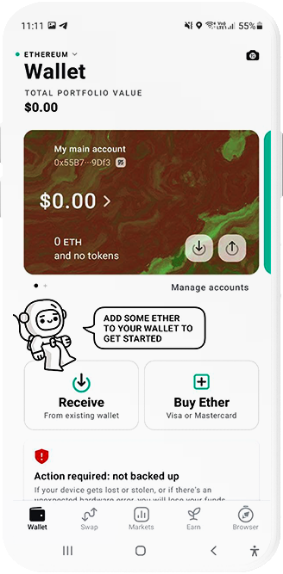 11:11
55%
ETHEREUM
Wallet
TOTAL PORTFOLIO VALUE
$0.00
My main account
0x55B7···9Df3
$0.00 >
0 ETH
and no tokens
Manage accounts
ADD SOME ETHER
TO YOUR WALLET TO
GET STARTED
Receive
From existing wallet
Buy Ether
Visa or Mastercard
Action required: not backed up
If your device gets lost or stolen, or if there's an
unexpected hardware error, you will lose your funds
Wallet
Swap
Markets
Earn
Browser